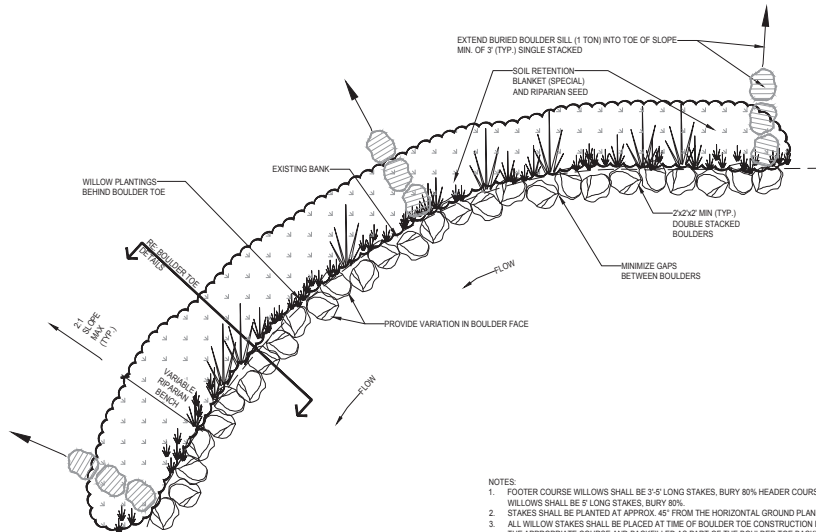 EXTEND BURIED BOULDER SILL (1 TON) INTO TOE OF SLOPE
MIN. OF 3' (TYP.) SINGLE STACKED
SOIL RETENTION
BLANKET (SPECIAL)
AND RIPARIAN SEED
EXISTING BANK
WILLOW PLANTINGS
BEHIND BOULDER TOE
2'x2'x2' MIN (TYP.)
DOUBLE STACKED
BOULDERS
RE: BOULDER TOE
DETAILS
MINIMIZE GAPS
BETWEEN BOULDERS
FLOW
PROVIDE VARIATION IN BOULDER FACE
2:1
SLOPE
MAX
(TYP.)
VARIABLE
RIPARIAN
BENCH
FLOW
NOTES:
1. FOOTER COURSE WILLOWS SHALL BE 3'-5' LONG STAKES, BURY 80% HEADER COURS
WILLOWS SHALL BE 5' LONG STAKES, BURY 80%.
2. STAKES SHALL BE PLANTED AT APPROX. 45° FROM THE HORIZONTAL GROUND PLAN
3. ALL WILLOW STAKES SHALL BE PLACED AT TIME OF BOULDER TOE CONSTRUCTION